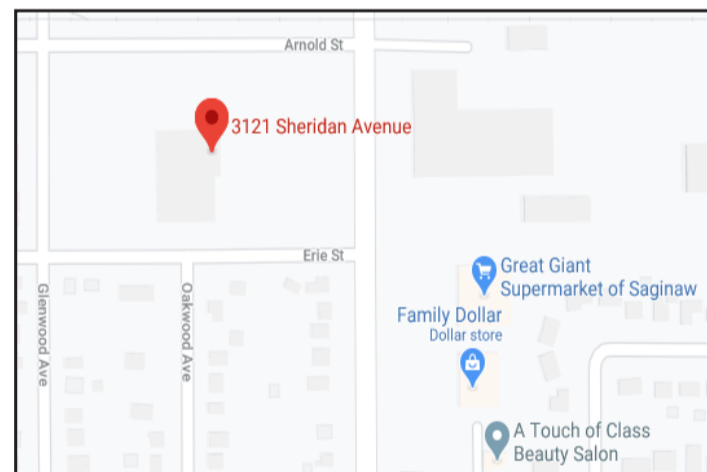 Arnold St
3121 Sheridan Avenue
Erie St
Great Giant
Supermarket of Saginaw
Glenwood Ave
Oakwood Ave
Family Dollar
Dollar store
A Touch of Class
Beauty Salon